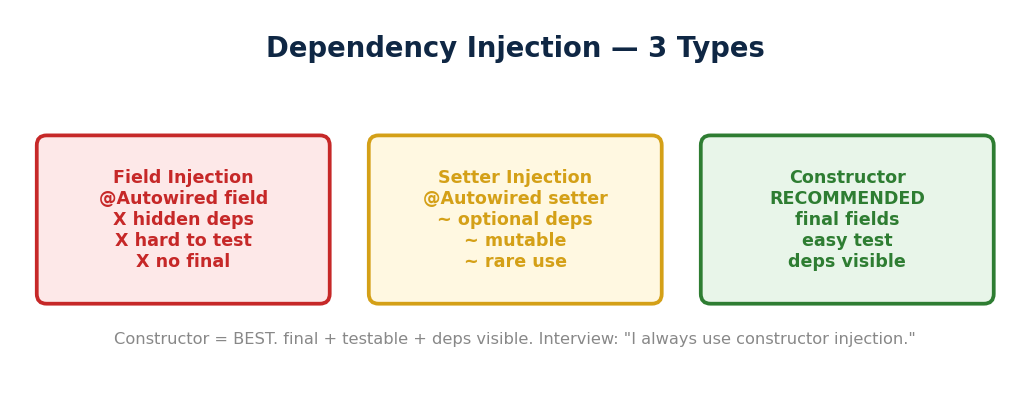 Dependency Injection — 3 Types
Field Injection
@Autowired field
X hidden deps
X hard to test
X no final
Setter Injection
@Autowired setter
~ optional deps
~ mutable
~ rare use
Constructor
RECOMMENDED
final fields
easy test
deps visible
Constructor = BEST. final + testable + deps visible. Interview: "I always use constructor injection."